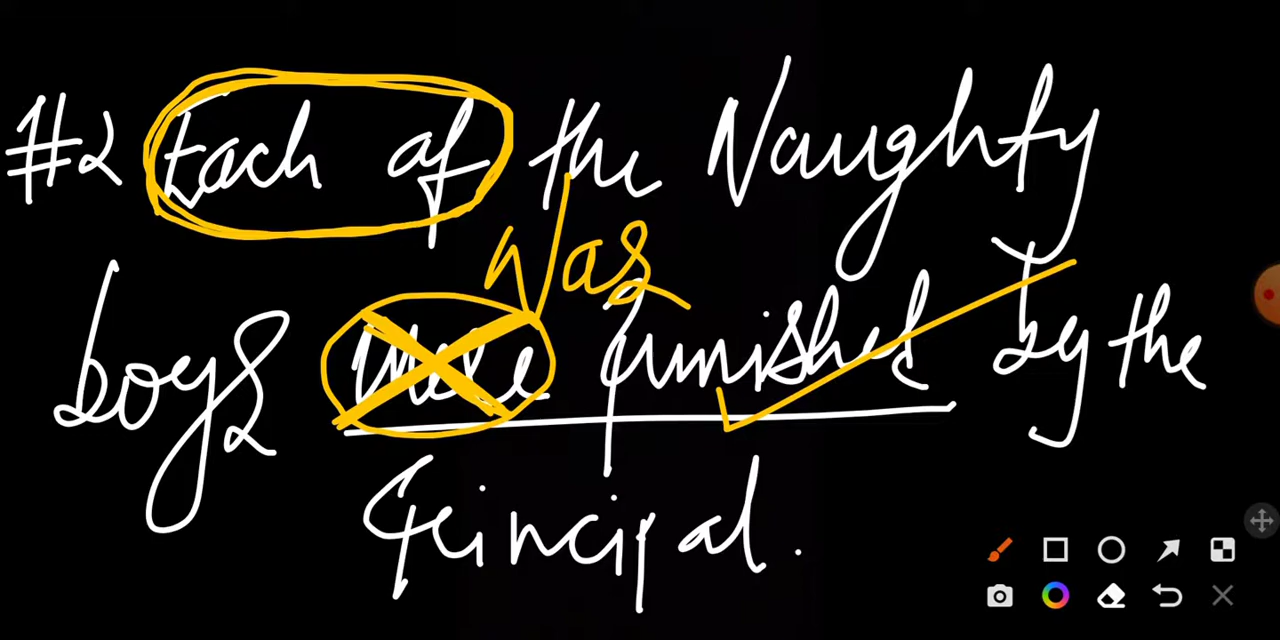 #2 Each of the Naughty
was
boys were punished by the
Principal.